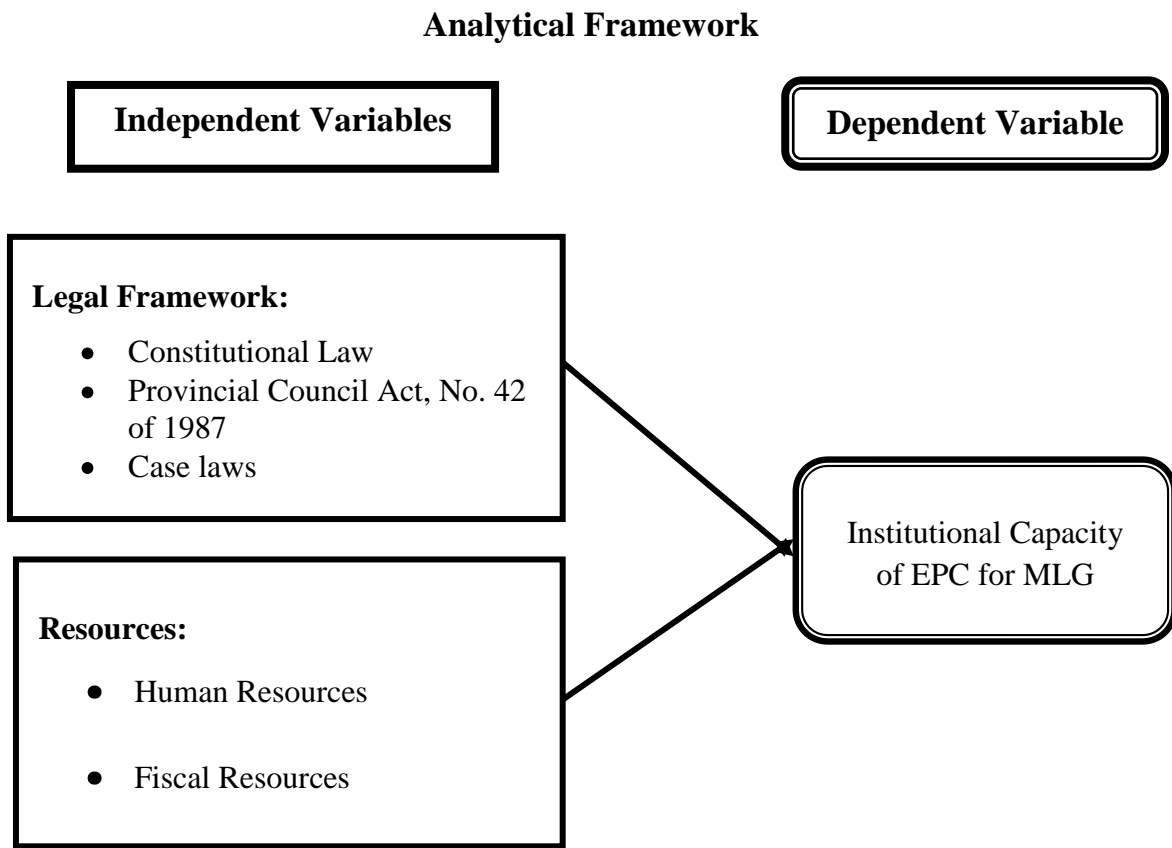 Analytical Framework
Independent Variables
Dependent Variable
Legal Framework:
• Constitutional Law
• Provincial Council Act, No. 42
of 1987
• Case laws
Institutional Capacity
of EPC for MLG
Resources:
• Human Resources
• Fiscal Resources